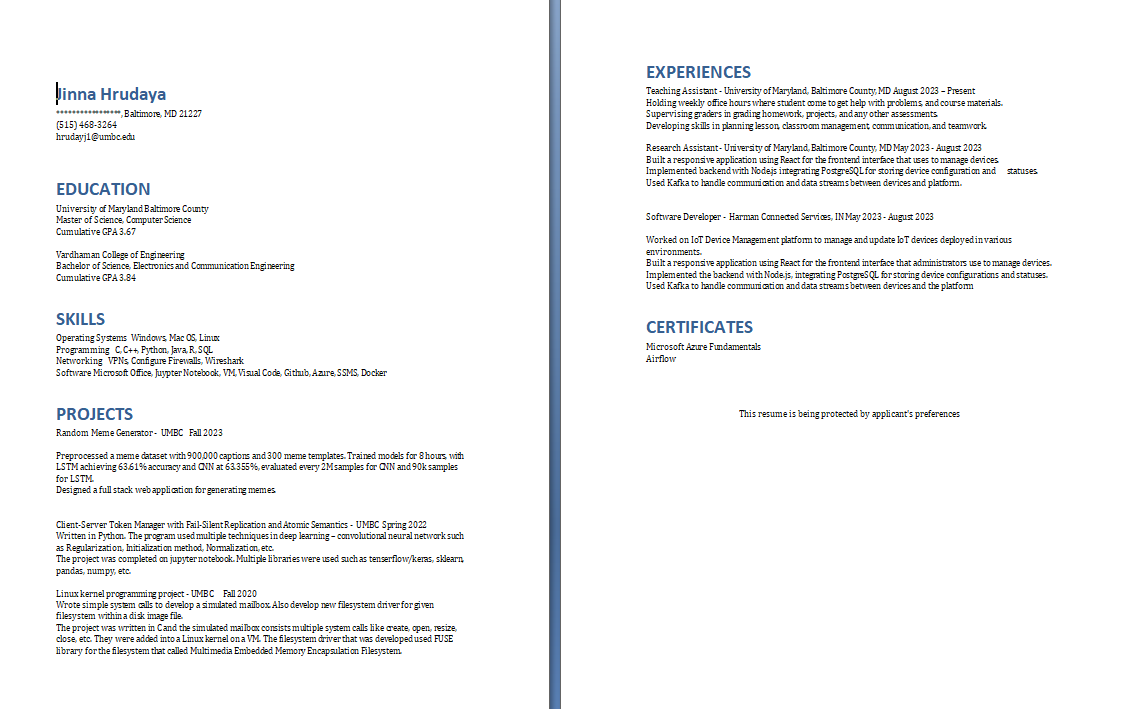 Jinna Hrudaya
*****************, Baltimore, MD 21227
(515) 468-3264
hrudayj1@umbc.edu
EDUCATION
University of Maryland Baltimore County
Master of Science, Computer Science
Cumulative GPA 3.67
Vardhaman College of Engineering
Bachelor of Science, Electronics and Communication Engineering
Cumulative GPA 3.84
SKILLS
Operating Systems Windows, Mac OS, Linux
Programming C, C++, Python, Java, R, SQL
Networking VPNs, Configure Firewalls, Wireshark
Software Microsoft Office, Juypter Notebook, VM, Visual Code, Github, Azure, SSMS, Docker
PROJECTS
Random Meme Generator - UMBC Fall 2023
Preprocessed a meme dataset with 900,000 captions and 300 meme templates. Trained models for 8 hours, with
LSTM achieving 63.61% accuracy and CNN at 63.355%, evaluated every 2M samples for CNN and 90k samples
for LSTM.
Designed a full stack web application for generating memes.
Client-Server Token Manager with Fail-Silent Replication and Atomic Semantics - UMBC Spring 2022
Written in Python. The program used multiple techniques in deep learning – convolutional neural network such
as Regularization, Initialization method, Normalization, etc.
The project was completed on jupyter notebook. Multiple libraries were used such as tenserflow/keras, sklearn,
pandas, numpy, etc.
Linux kernel programming project - UMBC Fall 2020
Wrote simple system calls to develop a simulated mailbox. Also develop new filesystem driver for given
filesystem within a disk image file.
The project was written in C and the simulated mailbox consists multiple system calls like create, open, resize,
close, etc. They were added into a Linux kernel on a VM. The filesystem driver that was developed used FUSE
library for the filesystem that called Multimedia Embedded Memory Encapsulation Filesystem.
EXPERIENCES
Teaching Assistant - University of Maryland, Baltimore County, MD August 2023 – Present
Holding weekly office hours where student come to get help with problems, and course materials.
Supervising graders in grading homework, projects, and any other assessments.
Developing skills in planning lesson, classroom management, communication, and teamwork.
Research Assistant - University of Maryland, Baltimore County, MD May 2023 - August 2023
Built a responsive application using React for the frontend interface that uses to manage devices.
Implemented backend with Node.js integrating PostgreSQL for storing device configuration and statuses.
Used Kafka to handle communication and data streams between devices and platform.
Software Developer - Harman Connected Services, IN May 2023 - August 2023
Worked on IoT Device Management platform to manage and update IoT devices deployed in various
environments.
Built a responsive application using React for the frontend interface that administrators use to manage devices.
Implemented the backend with Node.js, integrating PostgreSQL for storing device configurations and statuses.
Used Kafka to handle communication and data streams between devices and the platform
CERTIFICATES
Microsoft Azure Fundamentals
Airflow
This resume is being protected by applicant's preferences